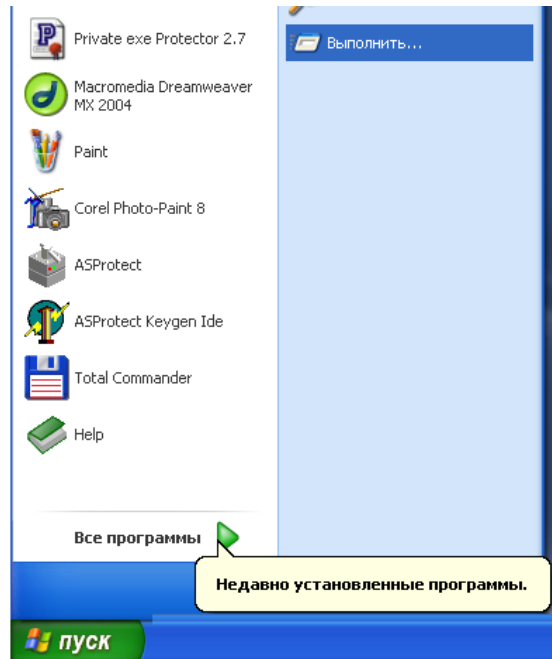 Private exe Protector 2.7
Macromedia Dreamweaver
MX 2004
Paint
Corel Photo-Paint 8
ASProtect
ASProtect Keygen Ide
Total Commander
Help
Все программы
Выполнить...
Недавно установленные программы.
пуск